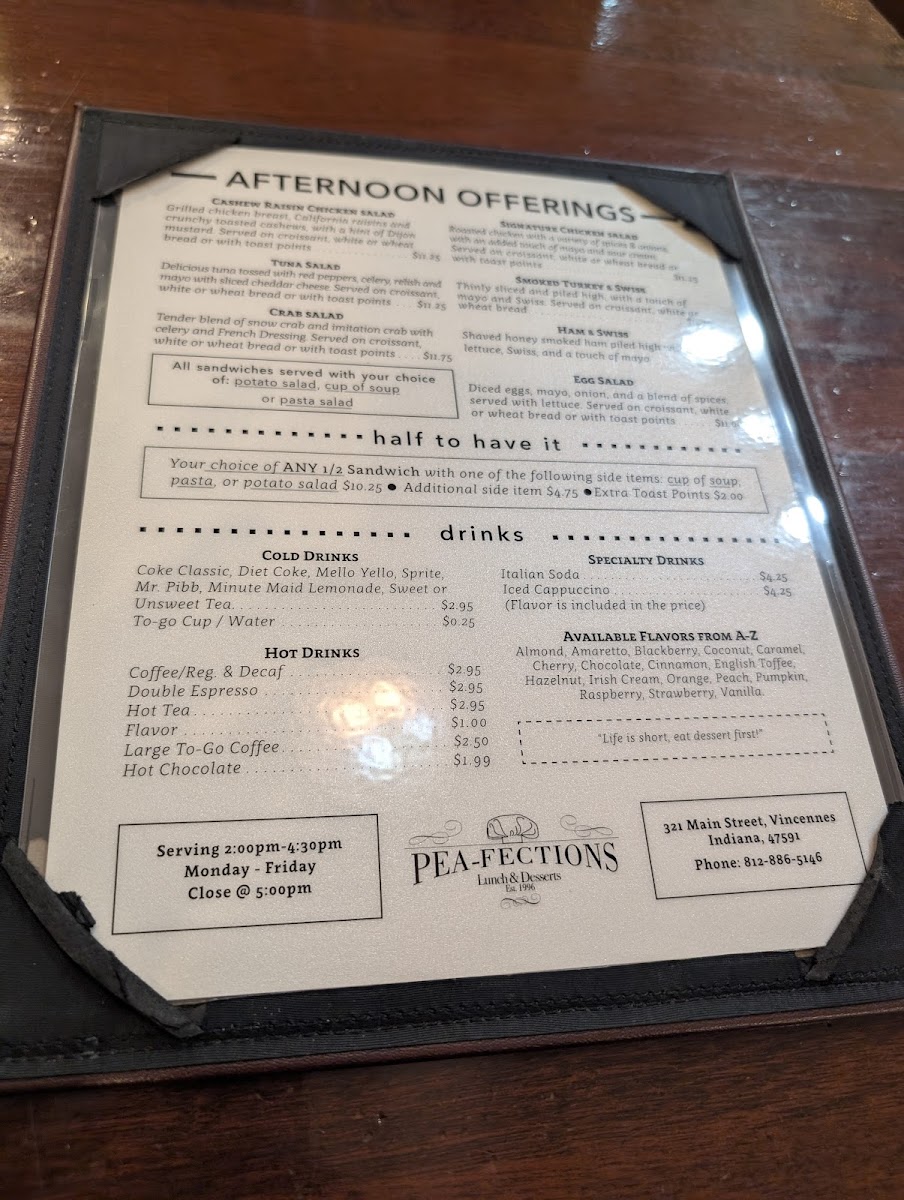 AFTERNOON OFFERINGS
CASHEW RAISIN CHICKEN SALAD
Grilled chicken breast, California raisins and
crunchy toasted cashews, with a hint of Dijon
mustard. Served on croissant, white or wheat
bread or with toast points $11.25
TUNA SALAD
Delicious tuna tossed with red peppers, celery, relish and
mayo with sliced cheddar cheese. Served on croissant,
white or wheat bread or with toast points $11.25
CRAB SALAD
Tender blend of snow crab and imitation crab with
celery and French Dressing. Served on croissant,
white or wheat bread or with toast points .... $11.75
All sandwiches served with your choice
of: potato salad, cup of soup
or pasta salad
SIGNATURE CHICKEN SALAD
Roasted chicken with a variety of spices & onions,
with an added touch of mayo and sour cream.
Served on croissant, white or wheat bread or
with toast points $11.25
SMOKED TURKEY & SWISS
Thinly sliced and piled high, with a touch of
mayo and Swiss. Served on croissant, white or
wheat bread
HAM & SWISS
Shaved honey smoked ham piled high
lettuce, Swiss, and a touch of mayo
EGG SALAD
Diced eggs, mayo, onion, and a blend of spices,
served with lettuce. Served on croissant, white
or wheat bread or with toast points
half to have it
Your choice of ANY 1/2 Sandwich with one of the following side items: cup of soup,
pasta, or potato salad $10.25 ● Additional side item $4.75 ● Extra Toast Points $2.00
drinks
COLD DRINKS
Coke Classic, Diet Coke, Mello Yello, Sprite,
Mr. Pibb, Minute Maid Lemonade, Sweet or
Unsweet Tea. $2.95
To-go Cup / Water $0.25
HOT DRINKS
Coffee/Reg. & Decaf $2.95
Double Espresso $2.95
Hot Tea $2.95
Flavor $1.00
Large To-Go Coffee $2.50
Hot Chocolate $1.99
SPECIALTY DRINKS
Italian Soda $4.25
Iced Cappuccino $4.25
(Flavor is included in the price)
AVAILABLE FLAVORS FROM A-Z
Almond, Amaretto, Blackberry, Coconut, Caramel,
Cherry, Chocolate, Cinnamon, English Toffee,
Hazelnut, Irish Cream, Orange, Peach, Pumpkin,
Raspberry, Strawberry, Vanilla.
"Life is short, eat dessert first!"
Serving 2:00pm-4:30pm
Monday - Friday
Close @ 5:00pm
PEA-FECTIONS
Lunch & Desserts
Est. 1996
321 Main Street, Vincennes
Indiana, 47591
Phone: 812-886-5146